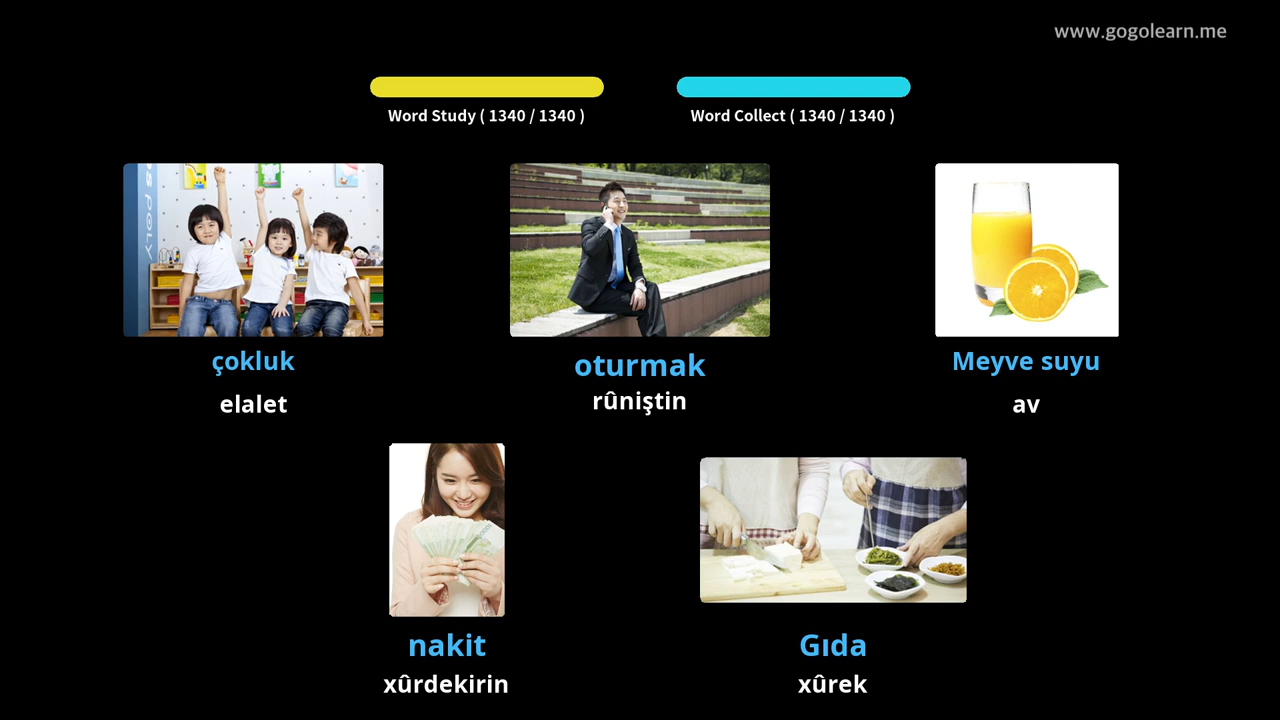 www.gogolearn.me
Word Study ( 1340 / 1340 )
Word Collect ( 1340 / 1340 )
POLY
çokluk
oturmak
Meyve suyu
elalet
rûniştin
av
nakit
Gıda
xûrdekirin
xûrek